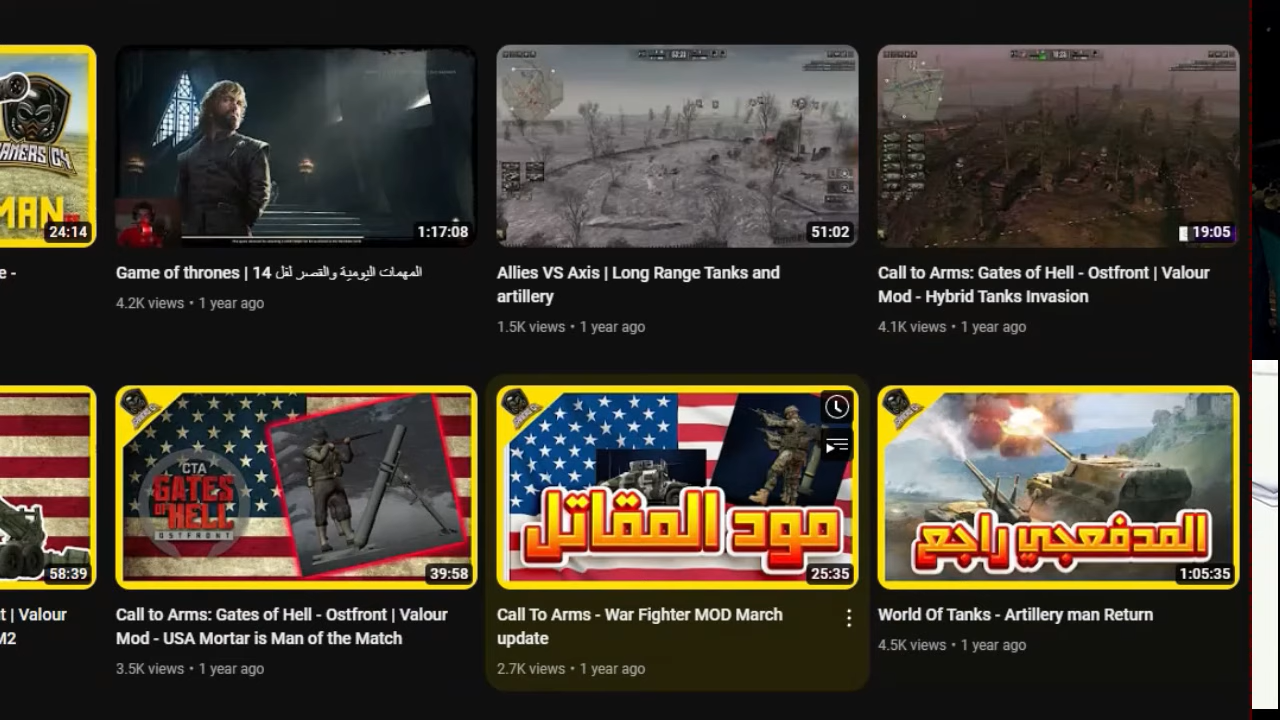 GAMERS C4
MAN
24:14
1:17:08
51:02
19:05
e -
Game of thrones | 14 المهمات اليومية والقصر لفل
4.2K views • 1 year ago
Allies VS Axis | Long Range Tanks and
artillery
1.5K views • 1 year ago
Call to Arms: Gates of Hell - Ostfront | Valour
Mod - Hybrid Tanks Invasion
4.1K views • 1 year ago
58:39
CTA
GATES
OF HELL
OSTFRONT
39:58
مود المقاتل
25:35
المدفعجي راجع
1:05:35
t | Valour
M2
Call to Arms: Gates of Hell - Ostfront | Valour
Mod - USA Mortar is Man of the Match
3.5K views • 1 year ago
Call To Arms - War Fighter MOD March
update
2.7K views • 1 year ago
World Of Tanks - Artillery man Return
4.5K views • 1 year ago